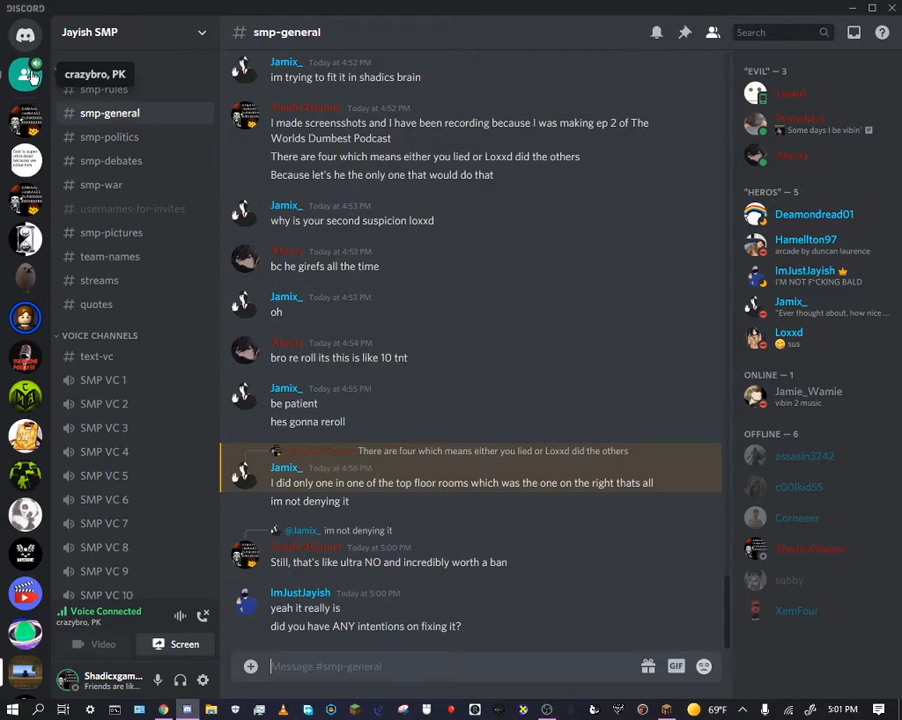 DISCORD
Jayish SMP
crazybro, PK
smp-rules
smp-general
smp-politics
smp-debates
smp-war
usernames-for-invites
smp-pictures
team-names
streams
quotes
VOICE CHANNELS
text-vc
SMP VC 1
SMP VC 2
SMP VC 3
SMP VC 4
SMP VC 5
SMP VC 6
SMP VC 7
SMP VC 8
SMP VC 9
SMP VC 10
Voice Connected
crazybro, PK
Video
Screen
Shadicxgam...
Friends are lik...
smp-general
Search
Jamix_ Today at 4:52 PM
im trying to fit it in shadics brain
ShadicXGamer Today at 4:52 PM
I made screensshots and I have been recording because I was making ep 2 of The
Worlds Dumbest Podcast
There are four which means either you lied or Loxxd did the others
Because let's he the only one that would do that
Jamix_ Today at 4:53 PM
why is your second suspicion loxxd
Today at 4:53 PM
bc he girefs all the time
Jamix_ Today at 4:53 PM
oh
Today at 4:54 PM
bro re roll its this is like 10 tnt
Jamix_ Today at 4:55 PM
be patient
hes gonna reroll
There are four which means either you lied or Loxxd did the others
Jamix_ Today at 4:56 PM
I did only one in one of the top floor rooms which was the one on the right thats all
im not denying it
@Jamix_ im not denying it
ShadicXGamer Today at 5:00 PM
Still, that's like ultra NO and incredibly worth a ban
ImJustJayish Today at 5:00 PM
yeah it really is
did you have ANY intentions on fixing it?
Message #smp-general
GIF
"EVIL" — 3
Some days I be vibin'
"HEROS" — 5
Deamondread01
Hamellton97
arcade by duncan laurence
ImJustJayish
I'M NOT F*CKING BALD
Jamix_
"Ever thought about, how nice ...
Loxxd
sus
ONLINE — 1
Jamie_Wamie
vibin 2 music
OFFLINE — 6
assasin3242
c00lkid55
Corneeer
ShadicXGamer
sobby
XemFour
69°F
5:01 PM